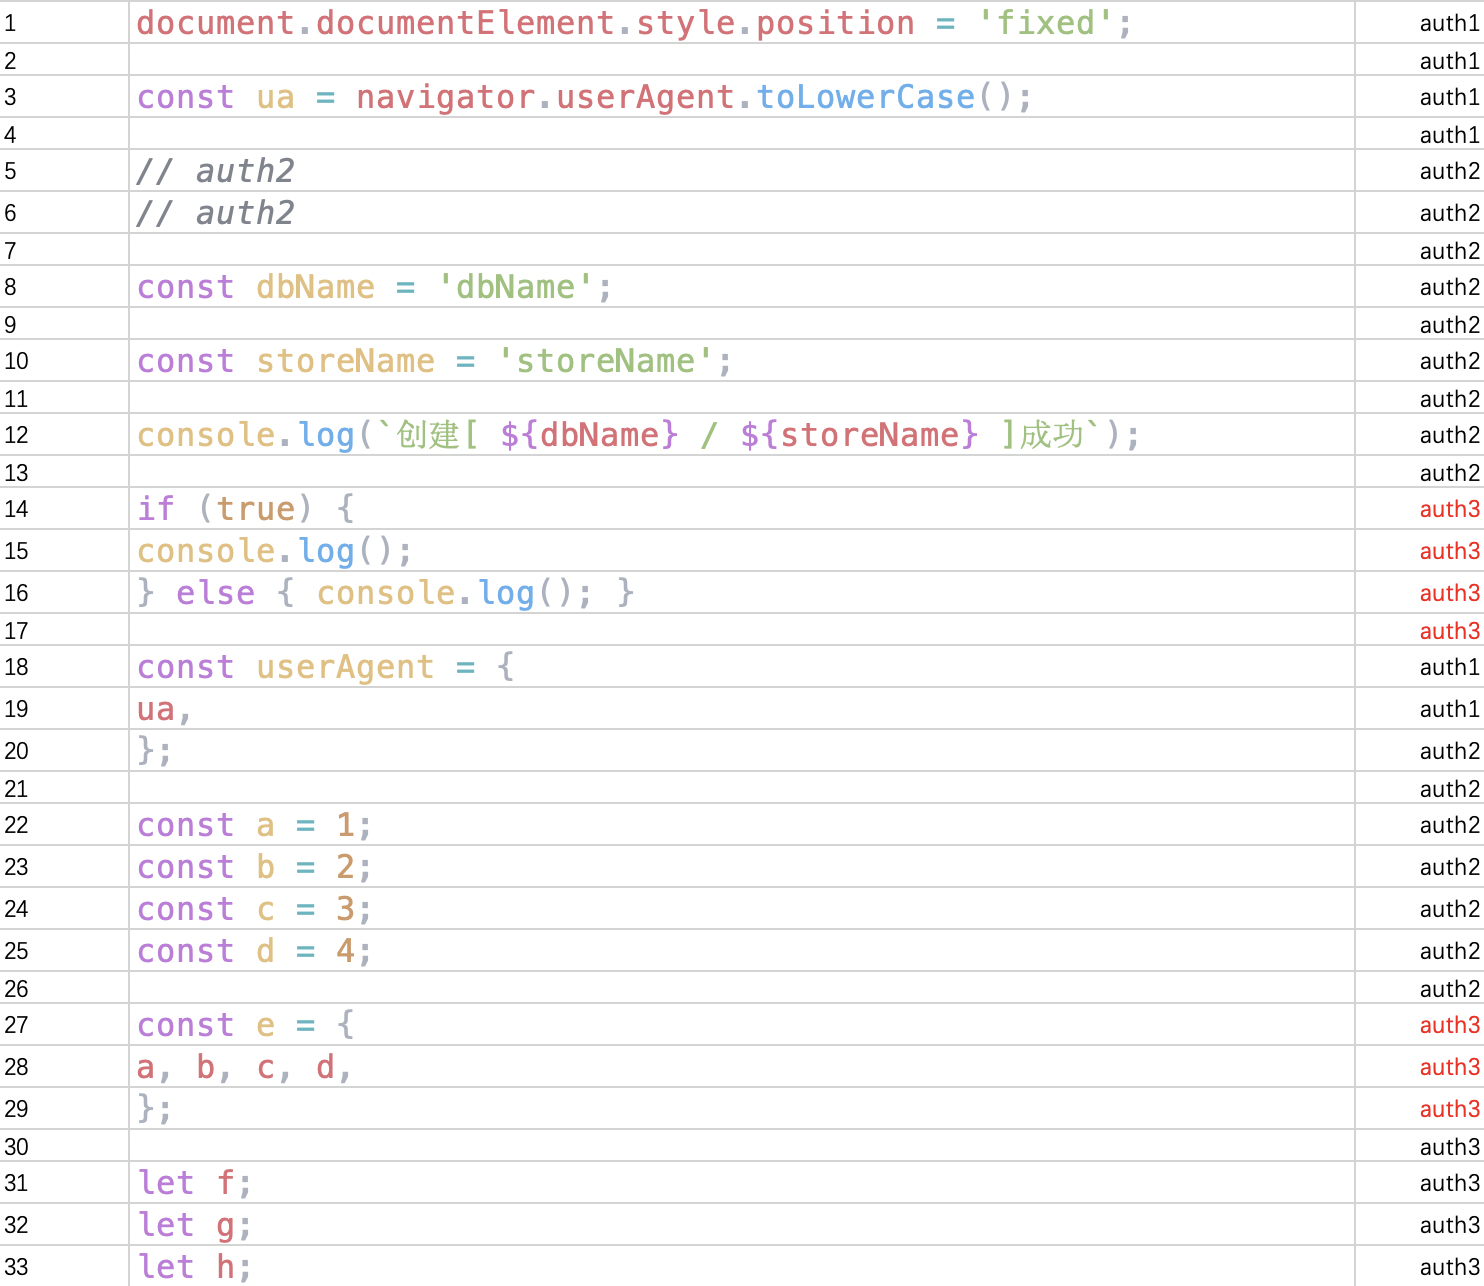 1 document.documentElement.style.position = 'fixed'; auth1
2 auth1
3 const ua = navigator.userAgent.toLowerCase(); auth1
4 auth1
5 // auth2 auth2
6 // auth2 auth2
7 auth2
8 const dbName = 'dbName'; auth2
9 auth2
10 const storeName = 'storeName'; auth2
11 auth2
12 console.log(`创建[ ${dbName} / ${storeName} ]成功`); auth2
13 auth2
14 if (true) { auth3
15 console.log(); auth3
16 } else { console.log(); } auth3
17 auth3
18 const userAgent = { auth1
19 ua, auth1
20 }; auth2
21 auth2
22 const a = 1; auth2
23 const b = 2; auth2
24 const c = 3; auth2
25 const d = 4; auth2
26 auth2
27 const e = { auth3
28 a, b, c, d, auth3
29 }; auth3
30 auth3
31 let f; auth3
32 let g; auth3
33 let h; auth3